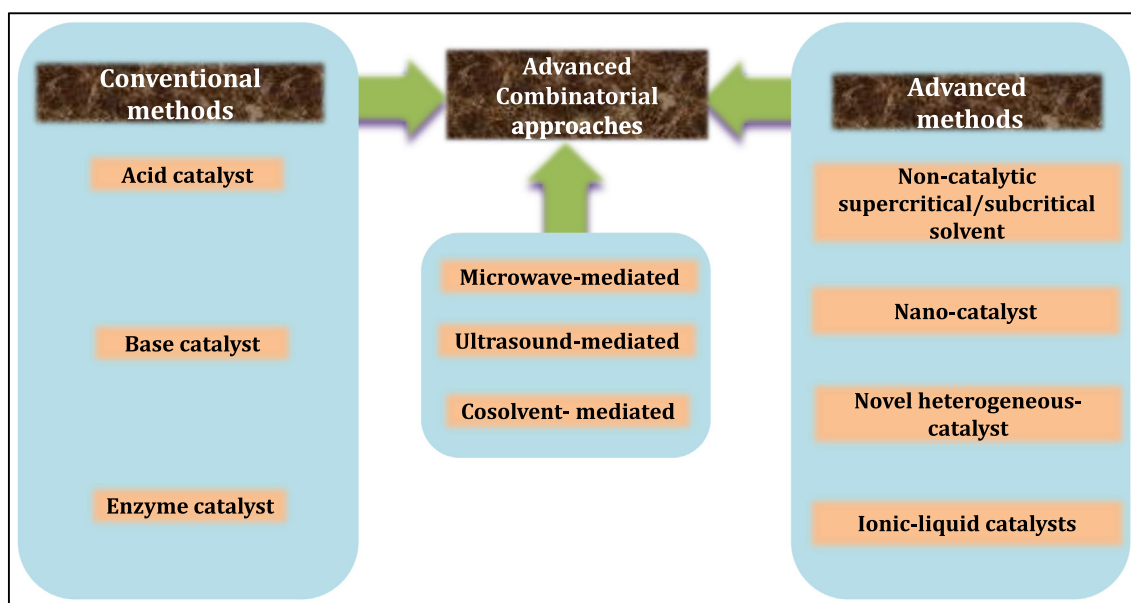 Conventional
methods
Acid catalyst
Base catalyst
Enzyme catalyst
Advanced
Combinatorial
approaches
Microwave-mediated
Ultrasound-mediated
Cosolvent- mediated
Advanced
methods
Non-catalytic
supercritical/subcritical
solvent
Nano-catalyst
Novel heterogeneous-
catalyst
Ionic-liquid catalysts